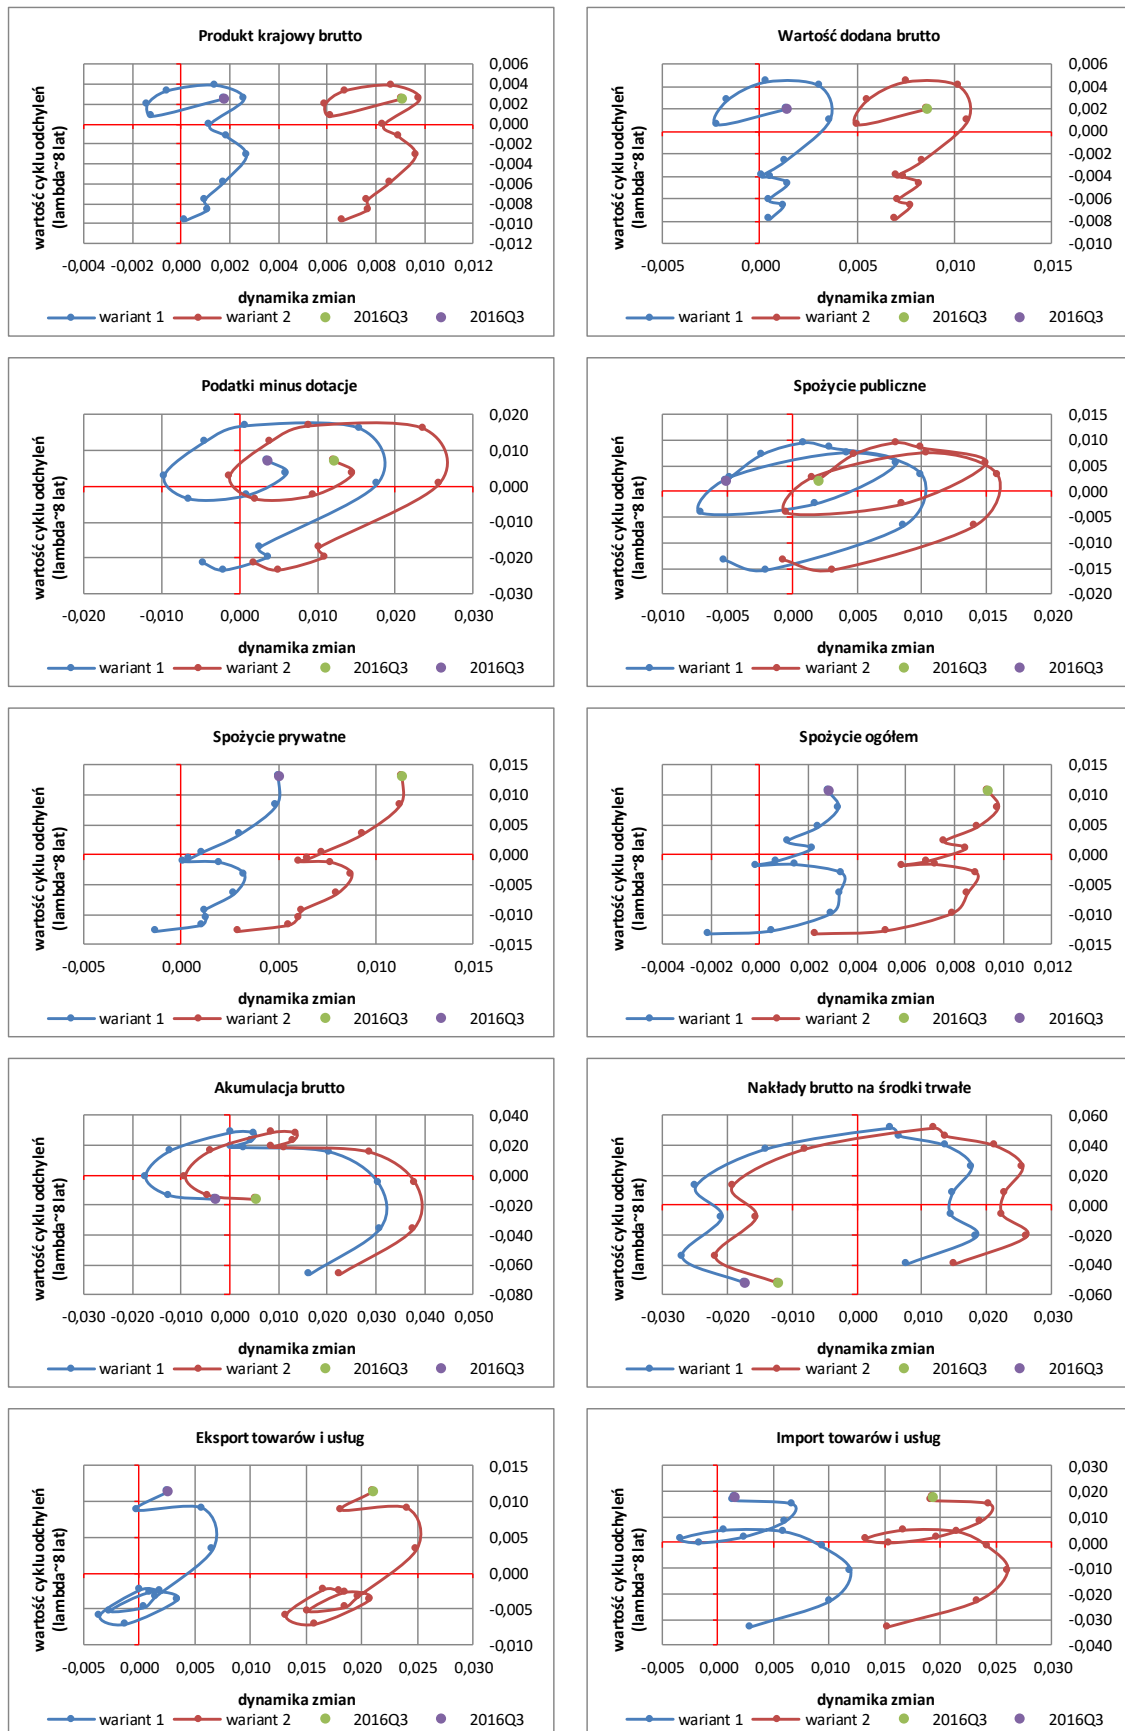 Produkt krajowy brutto
wartość cyklu odchyleń
(lambda~8 lat)
0,006
0,004
0,002
0,000
-0,002
-0,004
-0,006
-0,008
-0,010
-0,012
-0,004 -0,002 0,000 0,002 0,004 0,006 0,008 0,010 0,012
dynamika zmian
wariant 1 wariant 2 2016Q3 2016Q3
Wartość dodana brutto
wartość cyklu odchyleń
(lambda~8 lat)
0,006
0,004
0,002
0,000
-0,002
-0,004
-0,006
-0,008
-0,010
-0,005 0,000 0,005 0,010 0,015
dynamika zmian
wariant 1 wariant 2 2016Q3 2016Q3
Podatki minus dotacje
wartość cyklu odchyleń
(lambda~8 lat)
0,020
0,010
0,000
-0,010
-0,020
-0,030
-0,020 -0,010 0,000 0,010 0,020 0,030
dynamika zmian
wariant 1 wariant 2 2016Q3 2016Q3
Spożycie publiczne
wartość cyklu odchyleń
(lambda~8 lat)
0,015
0,010
0,005
0,000
-0,005
-0,010
-0,015
-0,020
-0,010 -0,005 0,000 0,005 0,010 0,015 0,020
dynamika zmian
wariant 1 wariant 2 2016Q3 2016Q3
Spożycie prywatne
wartość cyklu odchyleń
(lambda~8 lat)
0,015
0,010
0,005
0,000
-0,005
-0,010
-0,015
-0,005 0,000 0,005 0,010 0,015
dynamika zmian
wariant 1 wariant 2 2016Q3 2016Q3
Spożycie ogółem
wartość cyklu odchyleń
(lambda~8 lat)
0,015
0,010
0,005
0,000
-0,005
-0,010
-0,015
-0,004 -0,002 0,000 0,002 0,004 0,006 0,008 0,010 0,012
dynamika zmian
wariant 1 wariant 2 2016Q3 2016Q3
Akumulacja brutto
wartość cyklu odchyleń
(lambda~8 lat)
0,040
0,020
0,000
-0,020
-0,040
-0,060
-0,080
-0,030 -0,020 -0,010 0,000 0,010 0,020 0,030 0,040 0,050
dynamika zmian
wariant 1 wariant 2 2016Q3 2016Q3
Nakłady brutto na środki trwałe
wartość cyklu odchyleń
(lambda~8 lat)
0,060
0,040
0,020
0,000
-0,020
-0,040
-0,060
-0,030 -0,020 -0,010 0,000 0,010 0,020 0,030
dynamika zmian
wariant 1 wariant 2 2016Q3 2016Q3
Eksport towarów i usług
wartość cyklu odchyleń
(lambda~8 lat)
0,015
0,010
0,005
0,000
-0,005
-0,010
-0,005 0,000 0,005 0,010 0,015 0,020 0,025 0,030
dynamika zmian
wariant 1 wariant 2 2016Q3 2016Q3
Import towarów i usług
wartość cyklu odchyleń
(lambda~8 lat)
0,030
0,020
0,010
0,000
-0,010
-0,020
-0,030
-0,040
-0,005 0,000 0,005 0,010 0,015 0,020 0,025 0,030
dynamika zmian
wariant 1 wariant 2 2016Q3 2016Q3